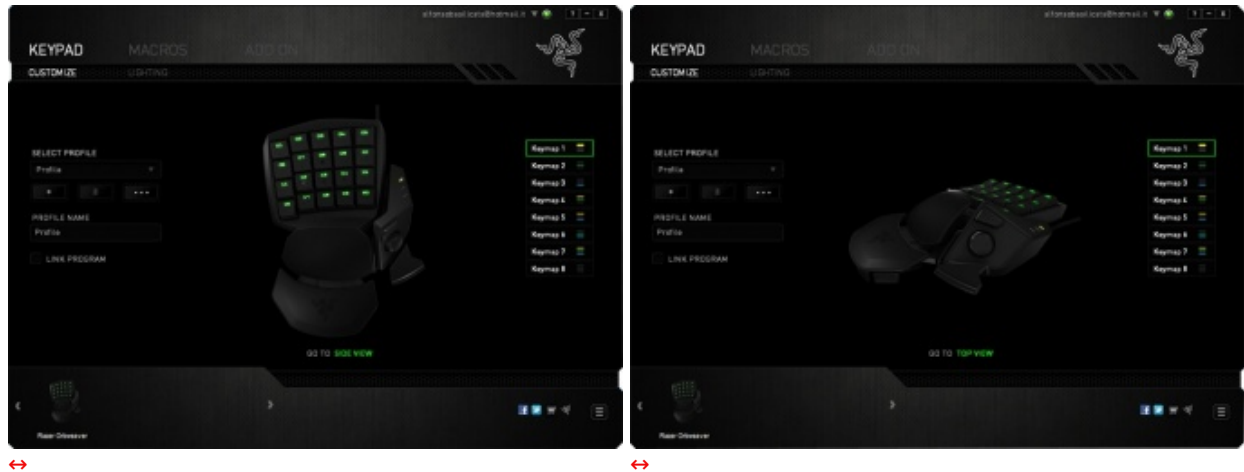 KEYPAD MACROS ADD ON
CUSTOMIZE LIGHTING
SELECT PROFILE
Profile
PROFILE NAME
Profile
LINK PROGRAM
Keymap 1
Keymap 2
Keymap 3
Keymap 4
Keymap 5
Keymap 6
Keymap 7
Keymap 8
GO TO SIDE VIEW
Razer Orbweaver
KEYPAD MACROS ADD ON
CUSTOMIZE LIGHTING
SELECT PROFILE
Profile
PROFILE NAME
Profile
LINK PROGRAM
Keymap 1
Keymap 2
Keymap 3
Keymap 4
Keymap 5
Keymap 6
Keymap 7
Keymap 8
GO TO TOP VIEW
Razer Orbweaver